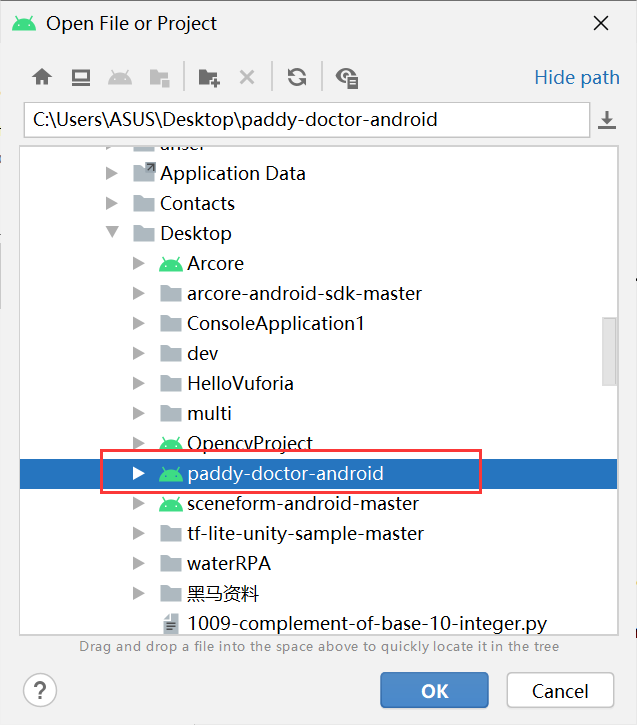 Open File or Project
Hide path
C:\Users\ASUS\Desktop\paddy-doctor-android
Application Data
Contacts
Desktop
Arcore
arcore-android-sdk-master
ConsoleApplication1
dev
HelloVuforia
multi
OpencvProject
paddy-doctor-android
sceneform-android-master
tf-lite-unity-sample-master
waterRPA
黑马资料
1009-complement-of-base-10-integer.py
Drag and drop a file into the space above to quickly locate it in the tree
?
OK
Cancel